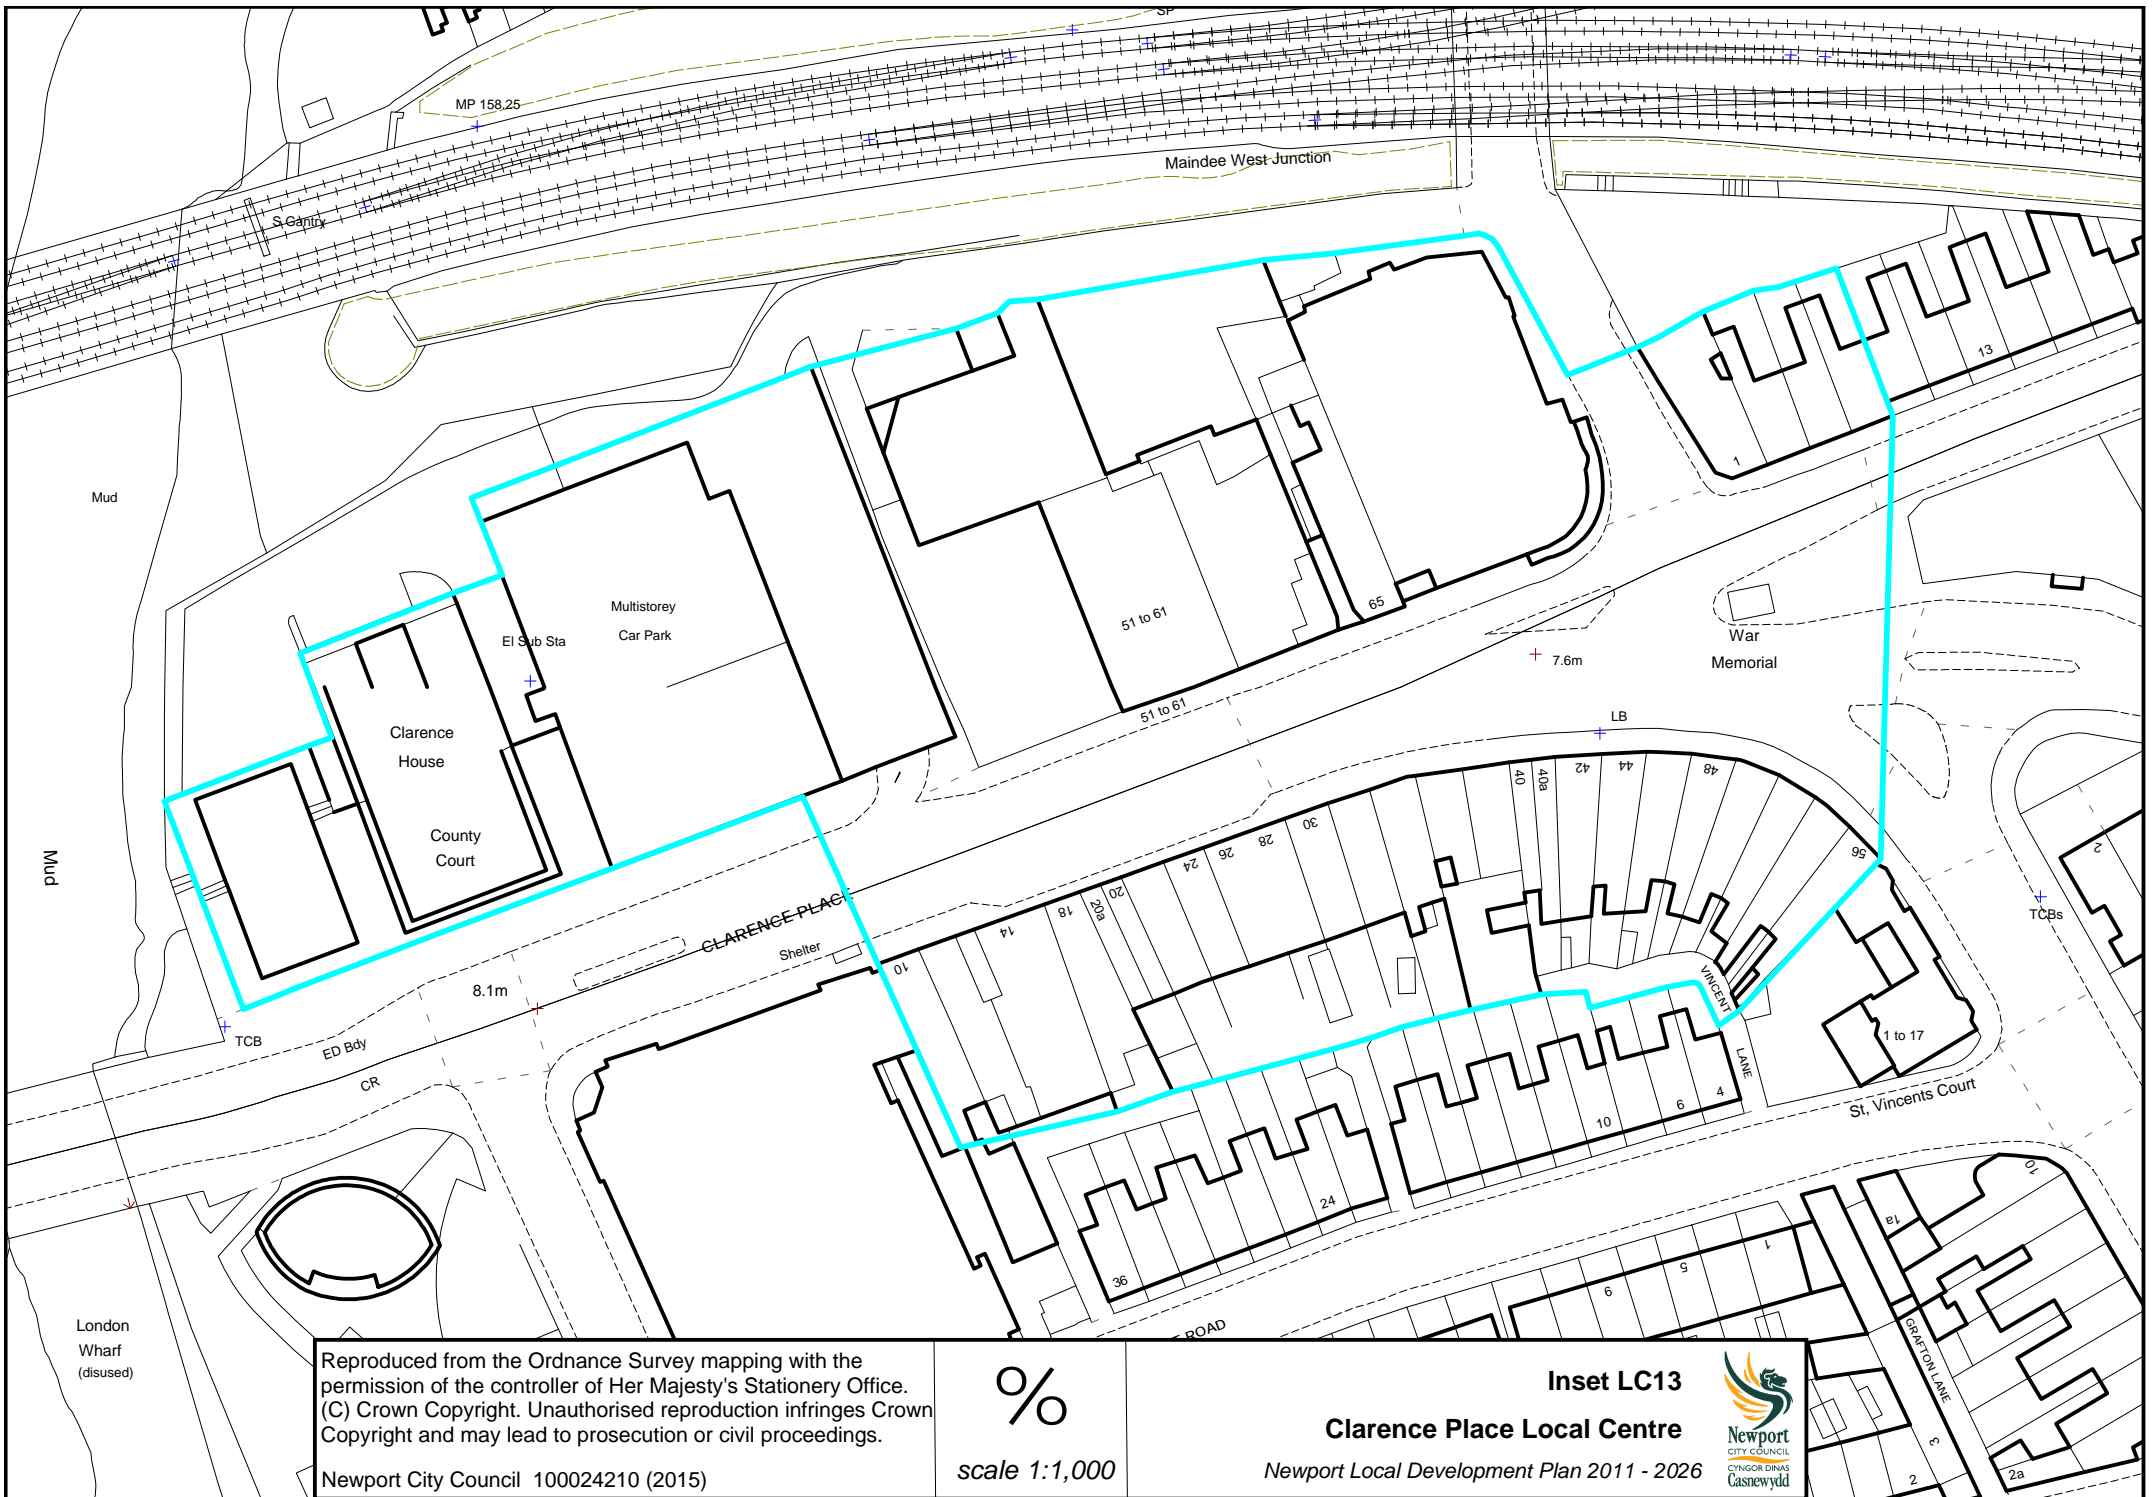 SP
MP 158.25
Maindee West Junction
S Gantry
13
1
Mud
Multistorey
Car Park
El Sub Sta
51 to 61
65
War
Memorial
7.6m
51 to 61
LB
Clarence
House
County
Court
Mud
40
40a
42
44
48
56
30
28
26
24
20
20a
18
14
10
2
TCBs
CLARENCE PLACE
Shelter
8.1m
VINCENT
LANE
TCB
ED Bdy
CR
1 to 17
St, Vincents Court
4
6
10
24
36
10
1a
1
5
9
ROAD
GRAFTON LANE
3
2
2a
London
Wharf
(disused)
Reproduced from the Ordnance Survey mapping with the
permission of the controller of Her Majesty's Stationery Office.
(C) Crown Copyright. Unauthorised reproduction infringes Crown
Copyright and may lead to prosecution or civil proceedings.
Newport City Council 100024210 (2015)
%
scale 1:1,000
Inset LC13
Clarence Place Local Centre
Newport Local Development Plan 2011 - 2026
Newport
CITY COUNCIL
CYNGOR DINAS
Casnewydd